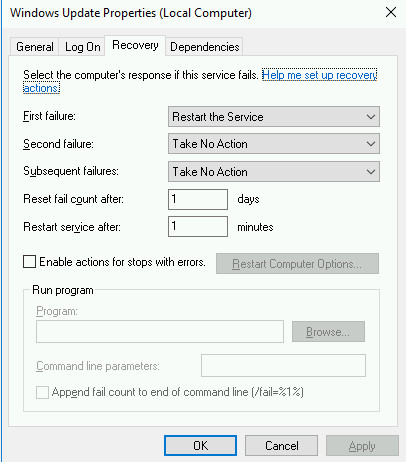 Windows Update Properties (Local Computer)
General Log On Recovery Dependencies
Select the computer's response if this service fails. Help me set up recovery
actions.
First failure: Restart the Service
Second failure: Take No Action
Subsequent failures: Take No Action
Reset fail count after: 1 days
Restart service after: 1 minutes
Enable actions for stops with errors. Restart Computer Options...
Run program
Program:
Browse...
Command line parameters:
Append fail count to end of command line (/fail=%1%)
OK Cancel Apply